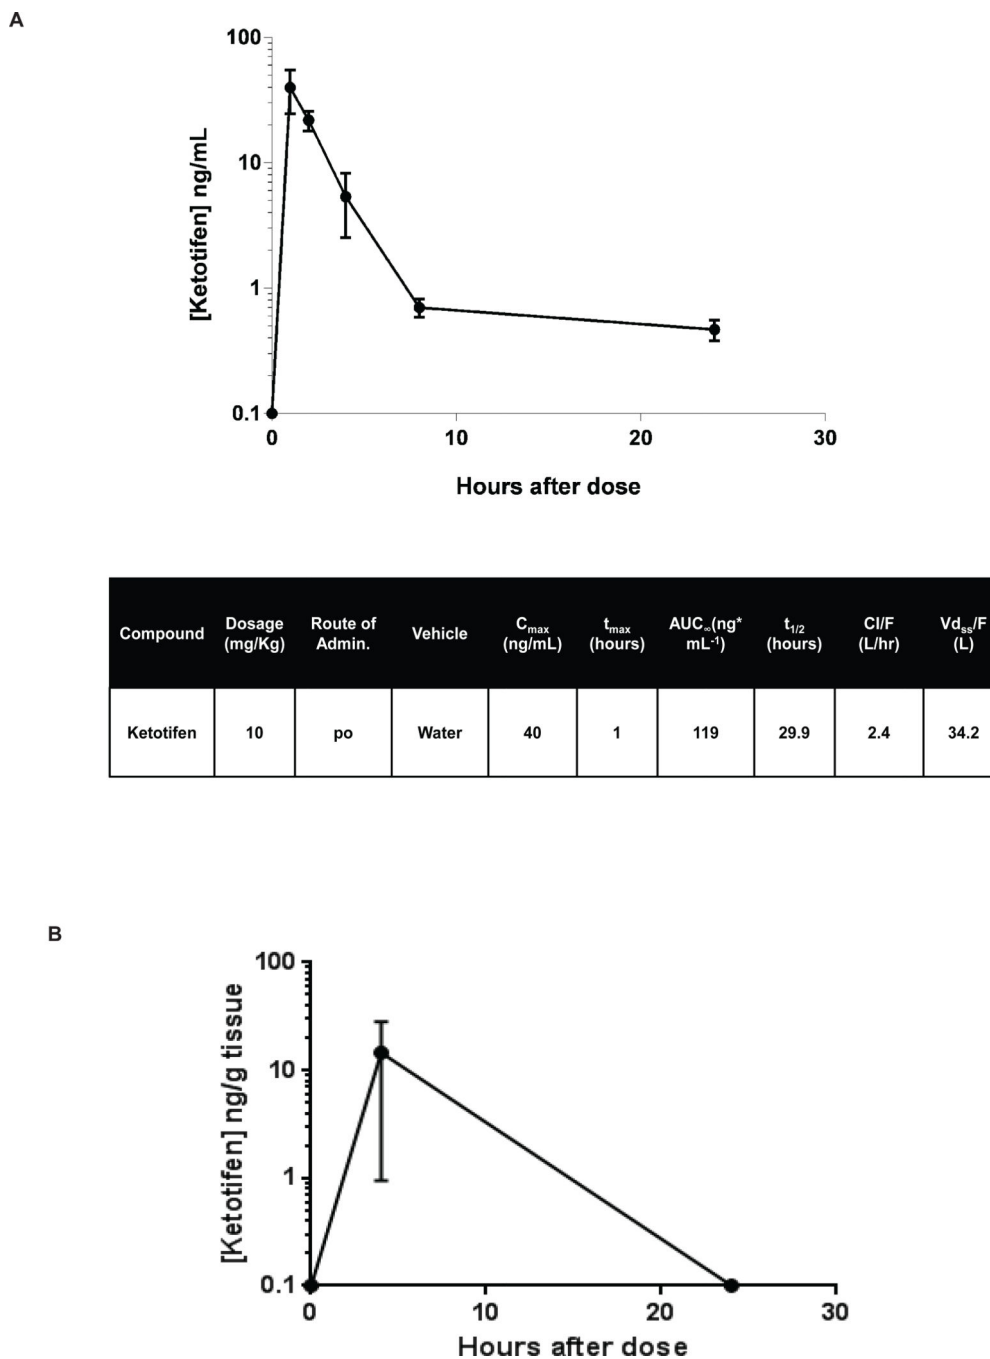 A
100
10
1
0.1
[Ketotifen] ng/mL
0 10 20 30
Hours after dose
Compound Dosage (mg/Kg) Route of Admin. Vehicle Cmax (ng/mL) tmax (hours) AUC∞(ng* mL-1) t1/2 (hours) Cl/F (L/hr) Vdss/F (L)
Ketotifen 10 po Water 40 1 119 29.9 2.4 34.2
B
100
10
1
0.1
[Ketotifen] ng/g tissue
0 10 20 30
Hours after dose